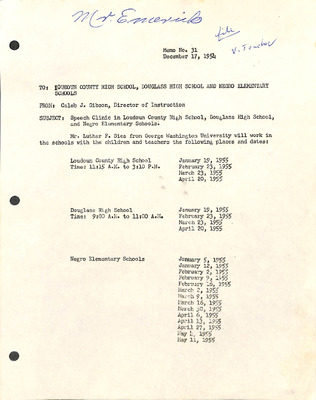 Mr Emerick
file
Memo No. 31
December 17, 1954
TO: LOUDOUN COUNTY HIGH SCHOOL, DOUGLASS HIGH SCHOOL AND NEGRO ELEMENTARY
SCHOOLS
FROM: Caleb J. Gibson, Director of Instruction
SUBJECT: Speech Clinic in Loudoun County High School, Douglass High School,
and Negro Elementary Schools.
Mr. Luther F. Sies from George Washington University will work in
the schools with the children and teachers the following places and dates:
Loudoun County High School January 19, 1955
Time: 11:15 A.M. to 3:10 P.M. February 23, 1955
March 23, 1955
April 20, 1955
Douglass High School January 19, 1955
Time: 9:00 A.M. to 11:00 A.M. February 23, 1955
March 23, 1955
April 20, 1955
Negro Elementary Schools January 5, 1955
January 12, 1955
February 2, 1955
February 9, 1955
February 16, 1955
March 2, 1955
March 9, 1955
March 16, 1955
March 30, 1955
April 6, 1955
April 13, 1955
April 27, 1955
May 4, 1955
May 11, 1955